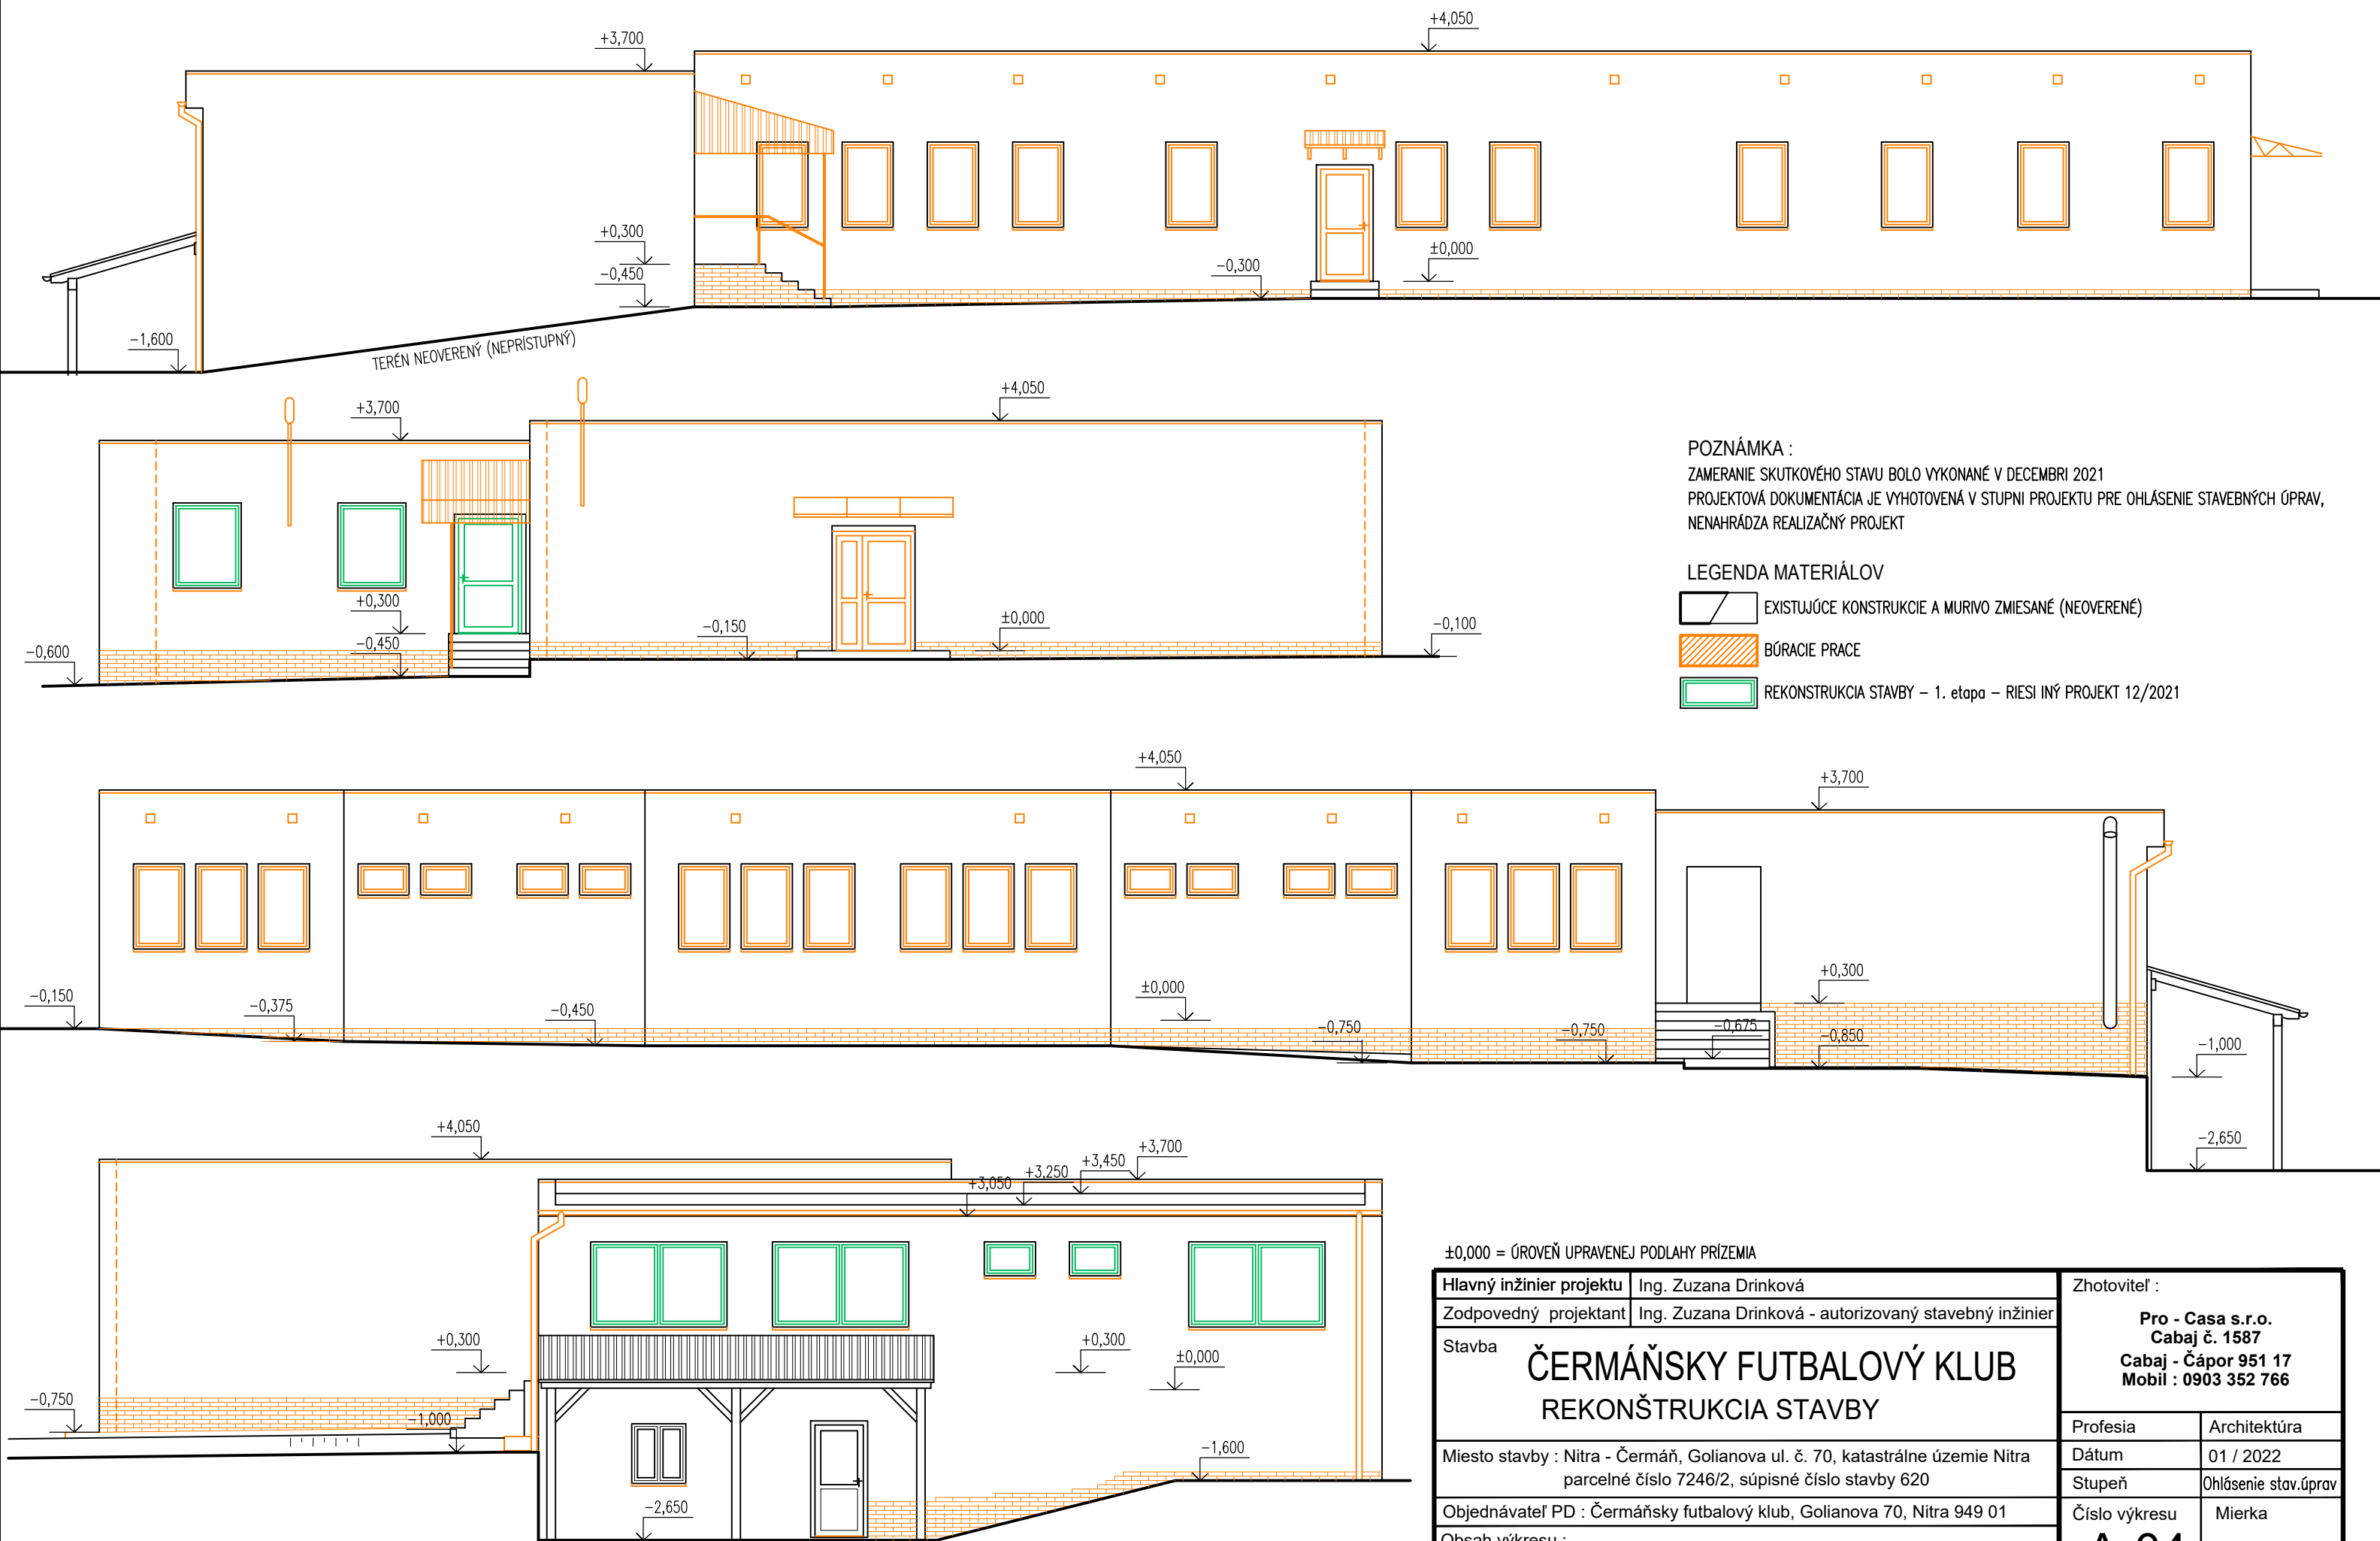 +4,050
+3,700
+0,300
-0,450
-0,300
±0,000
-1,600
TERÉN NEOVERENÝ (NEPRÍSTUPNÝ)
+3,700
+4,050
+0,300
-0,450
-0,600
-0,150
±0,000
-0,100
POZNÁMKA :
ZAMERANIE SKUTKOVÉHO STAVU BOLO VYKONANÉ V DECEMBRI 2021
PROJEKTOVÁ DOKUMENTÁCIA JE VYHOTOVENÁ V STUPNI PROJEKTU PRE OHLÁSENIE STAVEBNÝCH ÚPRAV,
NENAHRÁDZA REALIZAČNÝ PROJEKT
LEGENDA MATERIÁLOV
EXISTUJÚCE KONSTRUKCIE A MURIVO ZMIESANÉ (NEOVERENÉ)
BÚRACIE PRACE
REKONSTRUKCIA STAVBY – 1. etapa – RIESI INÝ PROJEKT 12/2021
+4,050
+3,700
-0,150
-0,375
-0,450
±0,000
-0,750
-0,750
-0,675
+0,300
-0,850
-1,000
-2,650
+4,050
+3,700
+3,450
+3,250
+3,050
+0,300
+0,300
±0,000
-0,750
-1,000
-1,600
-2,650
±0,000 = ÚROVEŇ UPRAVENEJ PODLAHY PRÍZEMIA
Hlavný inžinier projektu Ing. Zuzana Drinková
Zodpovedný projektant Ing. Zuzana Drinková - autorizovaný stavebný inžinier
Stavba
ČERMÁŇSKY FUTBALOVÝ KLUB
REKONŠTRUKCIA STAVBY
Miesto stavby : Nitra - Čermáň, Golianova ul. č. 70, katastrálne územie Nitra
parcelné číslo 7246/2, súpisné číslo stavby 620
Objednávateľ PD : Čermáňsky futbalový klub, Golianova 70, Nitra 949 01
Obsah výkresu :
Zhotoviteľ :
Pro - Casa s.r.o.
Cabaj č. 1587
Cabaj - Čápor 951 17
Mobil : 0903 352 766
Profesia Architektúra
Dátum 01 / 2022
Stupeň Ohlásenie stav.úprav
Číslo výkresu Mierka